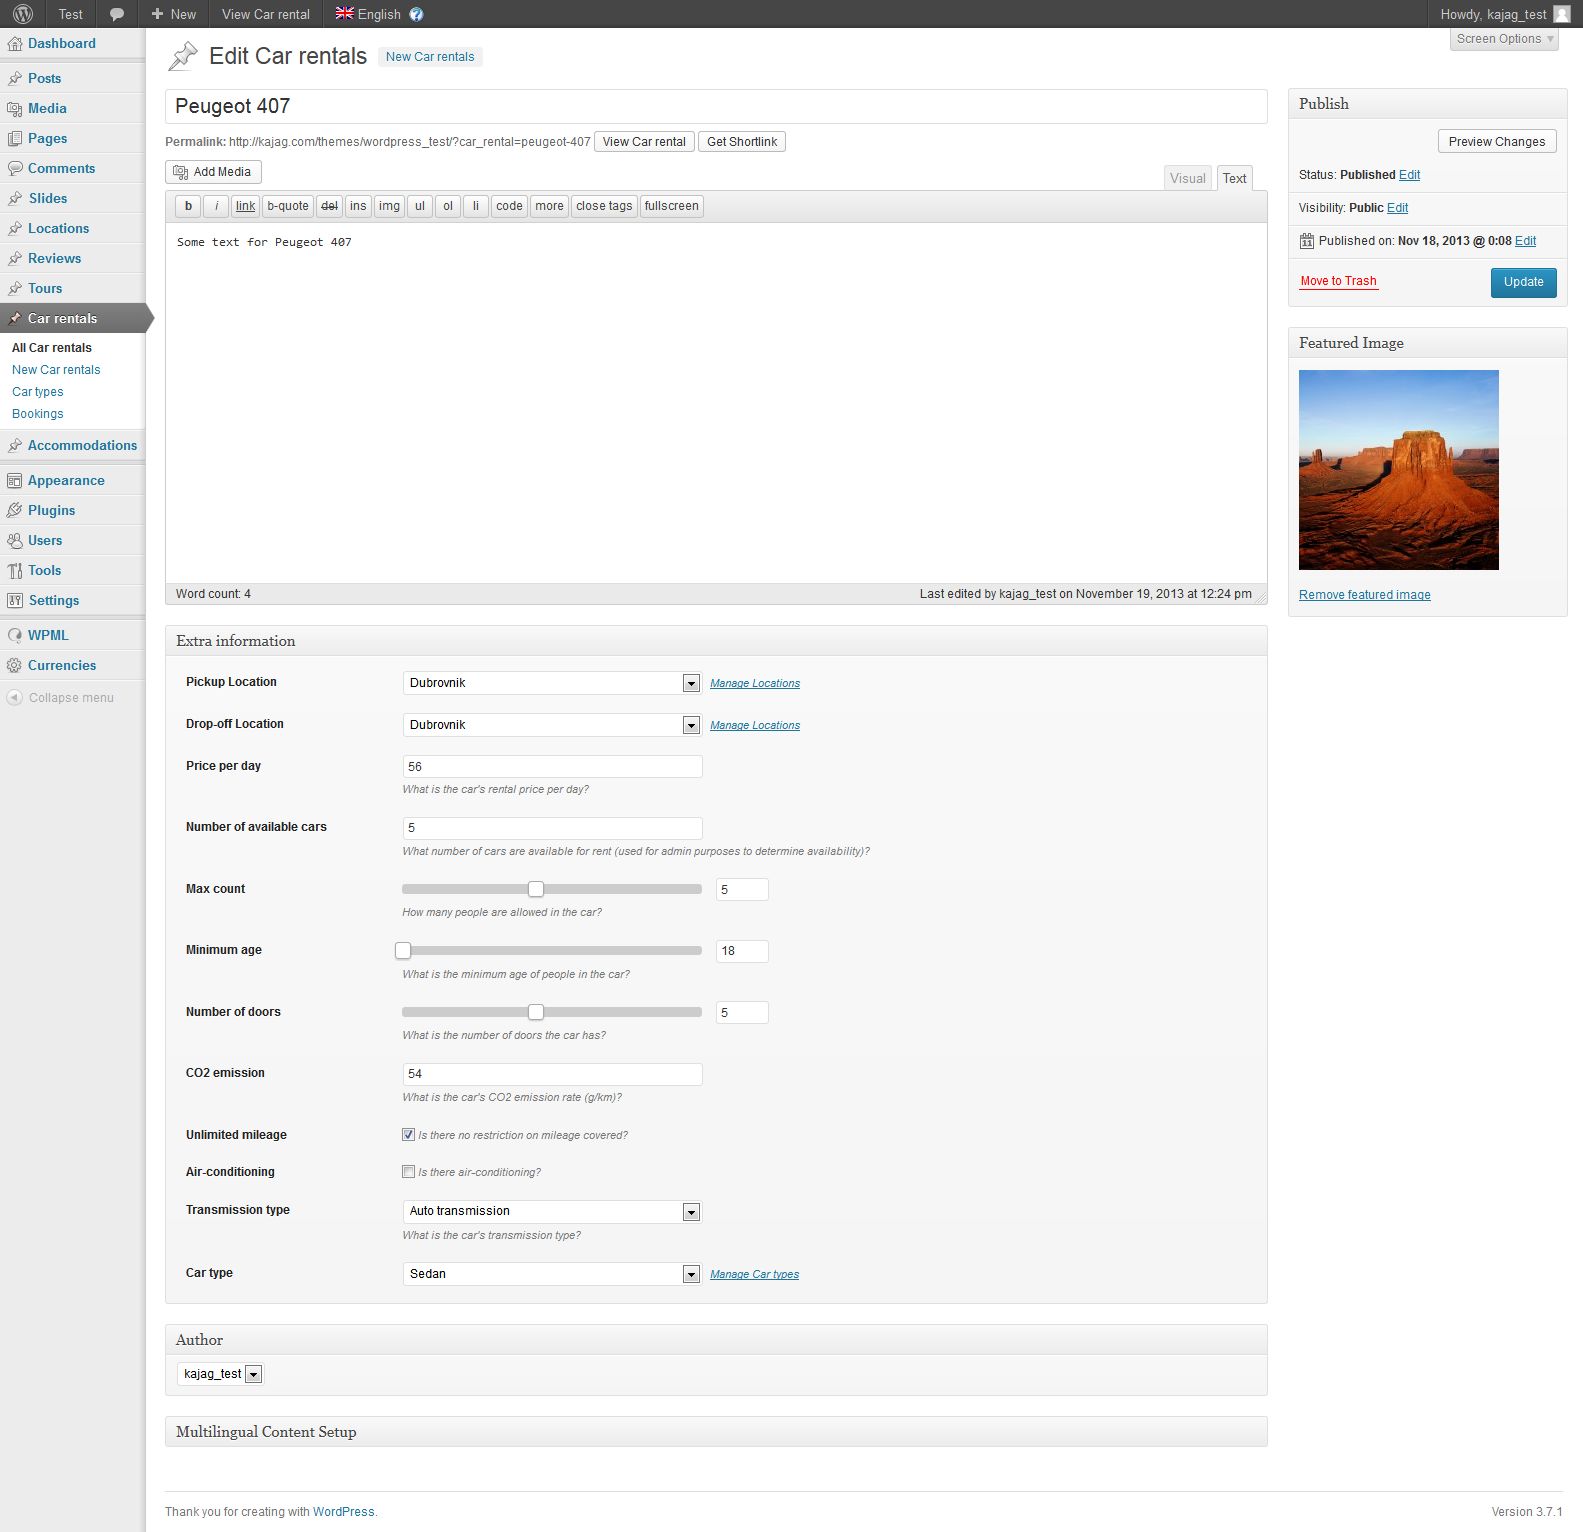 Test
New
View Car rental
English
Howdy, kajag_test
Screen Options
Dashboard
Posts
Media
Pages
Comments
Slides
Locations
Reviews
Tours
Car rentals
All Car rentals
New Car rentals
Car types
Bookings
Accommodations
Appearance
Plugins
Users
Tools
Settings
WPML
Currencies
Collapse menu
Edit Car rentals New Car rentals
Peugeot 407
Permalink: http://kajag.com/themes/wordpress_test/?car_rental=peugeot-407 View Car rental Get Shortlink
Add Media
Visual Text
b i link b-quote del ins img ul ol li code more close tags fullscreen
Some text for Peugeot 407
Word count: 4 Last edited by kajag_test on November 19, 2013 at 12:24 pm
Extra information
Pickup Location Dubrovnik Manage Locations
Drop-off Location Dubrovnik Manage Locations
Price per day 56
What is the car's rental price per day?
Number of available cars 5
What number of cars are available for rent (used for admin purposes to determine availability)?
Max count 5
How many people are allowed in the car?
Minimum age 18
What is the minimum age of people in the car?
Number of doors 5
What is the number of doors the car has?
CO2 emission 54
What is the car's CO2 emission rate (g/km)?
Unlimited mileage Is there no restriction on mileage covered?
Air-conditioning Is there air-conditioning?
Transmission type Auto transmission
What is the car's transmission type?
Car type Sedan Manage Car types
Author
kajag_test
Multilingual Content Setup
Publish
Preview Changes
Status: Published Edit
Visibility: Public Edit
11 Published on: Nov 18, 2013 @ 0:08 Edit
Move to Trash Update
Featured Image
Remove featured image
Thank you for creating with WordPress. Version 3.7.1